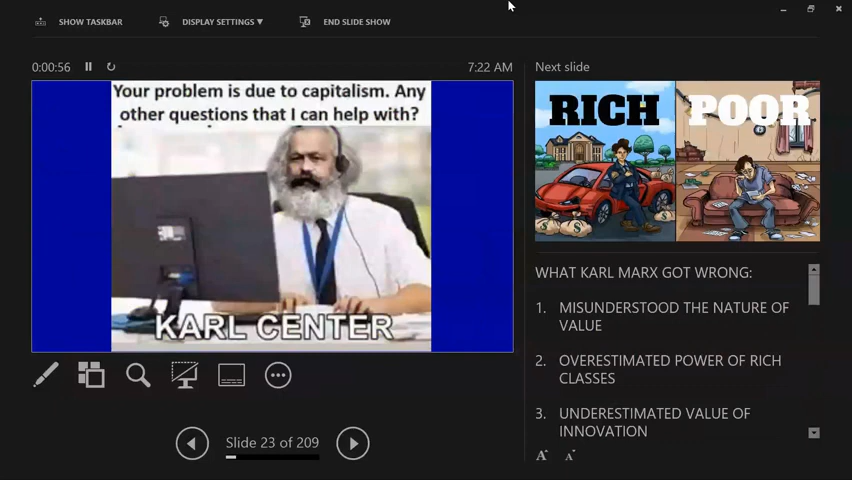 SHOW TASKBAR
DISPLAY SETTINGS ▼
END SLIDE SHOW
0:00:56
7:22 AM
Your problem is due to capitalism. Any
other questions that I can help with?
KARL CENTER
Next slide
RICH
POOR
WHAT KARL MARX GOT WRONG:
1. MISUNDERSTOOD THE NATURE OF
VALUE
2. OVERESTIMATED POWER OF RICH
CLASSES
3. UNDERESTIMATED VALUE OF
INNOVATION
Slide 23 of 209
A A